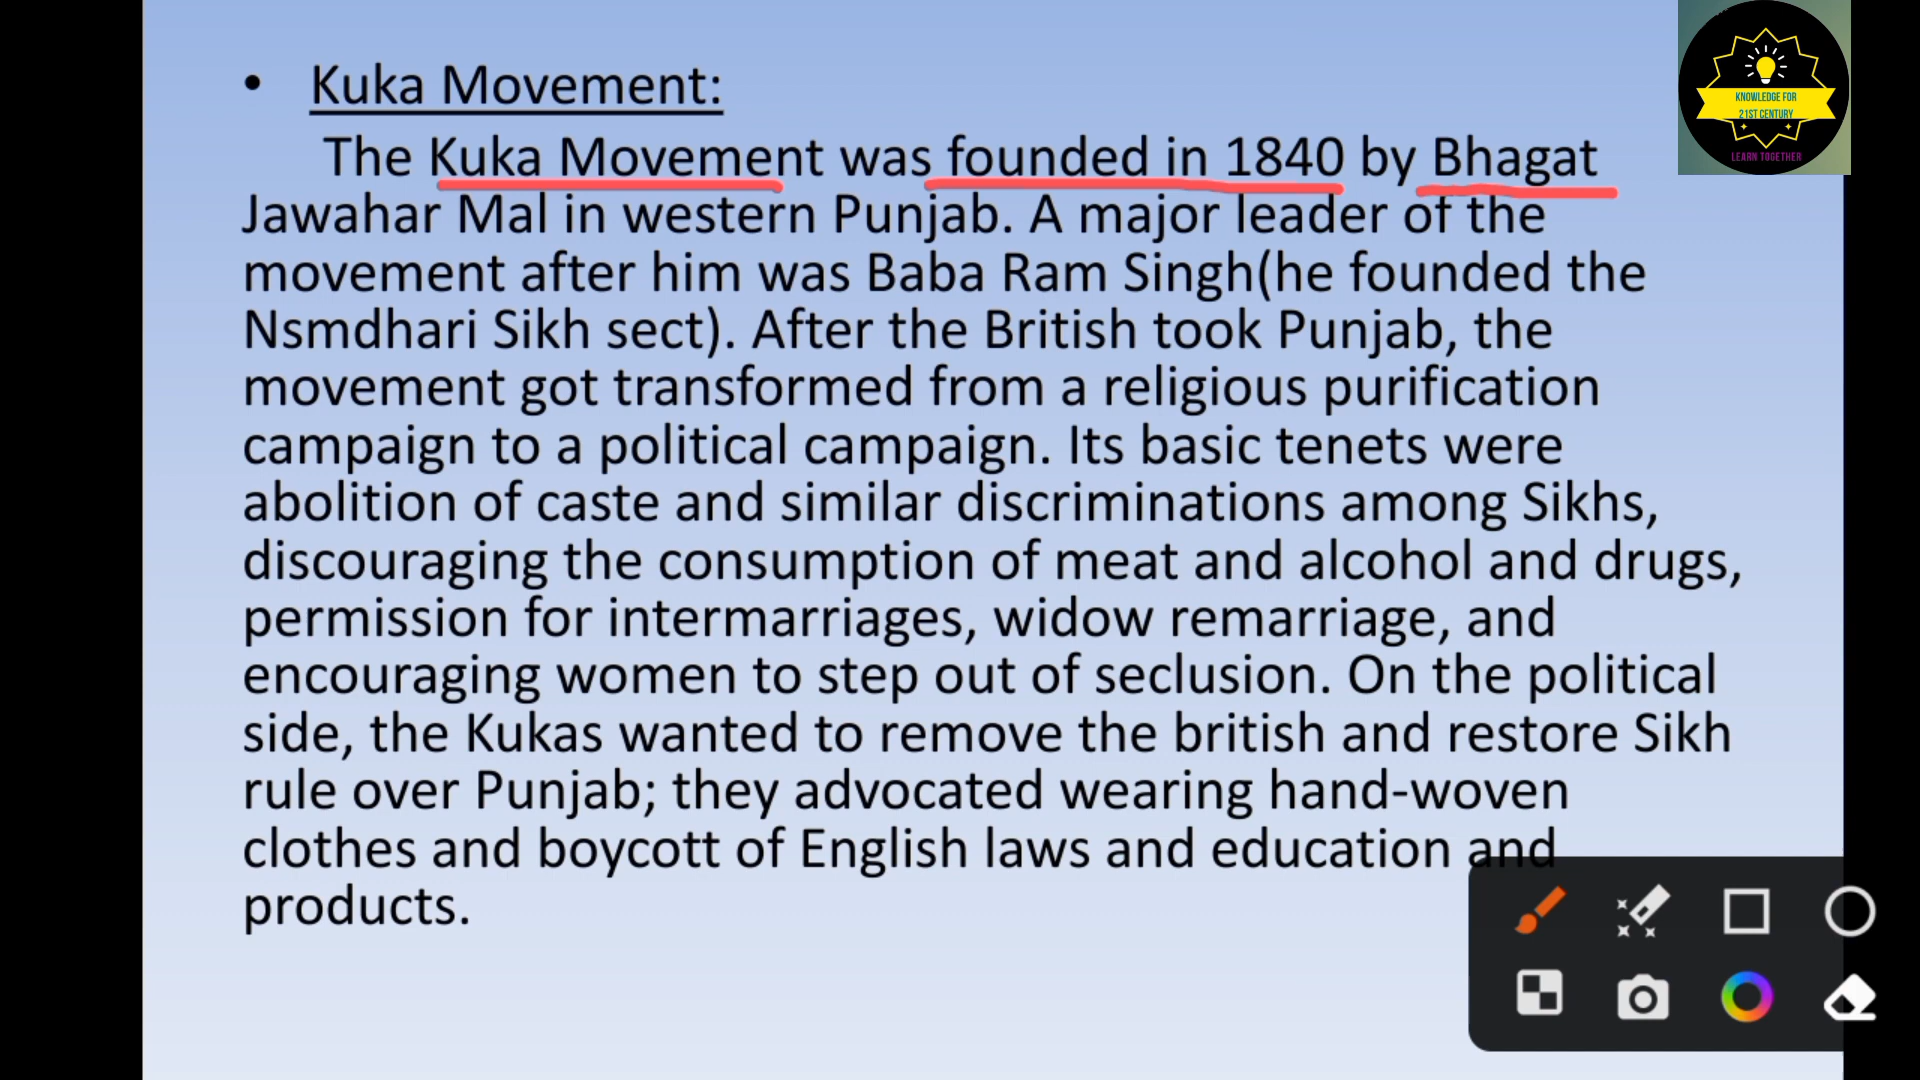 • Kuka Movement:
The Kuka Movement was founded in 1840 by Bhagat
Jawahar Mal in western Punjab. A major leader of the
movement after him was Baba Ram Singh(he founded the
Nsmdhari Sikh sect). After the British took Punjab, the
movement got transformed from a religious purification
campaign to a political campaign. Its basic tenets were
abolition of caste and similar discriminations among Sikhs,
discouraging the consumption of meat and alcohol and drugs,
permission for intermarriages, widow remarriage, and
encouraging women to step out of seclusion. On the political
side, the Kukas wanted to remove the british and restore Sikh
rule over Punjab; they advocated wearing hand-woven
clothes and boycott of English laws and education and
products.
KNOWLEDGE FOR
21ST CENTURY
LEARN TOGETHER